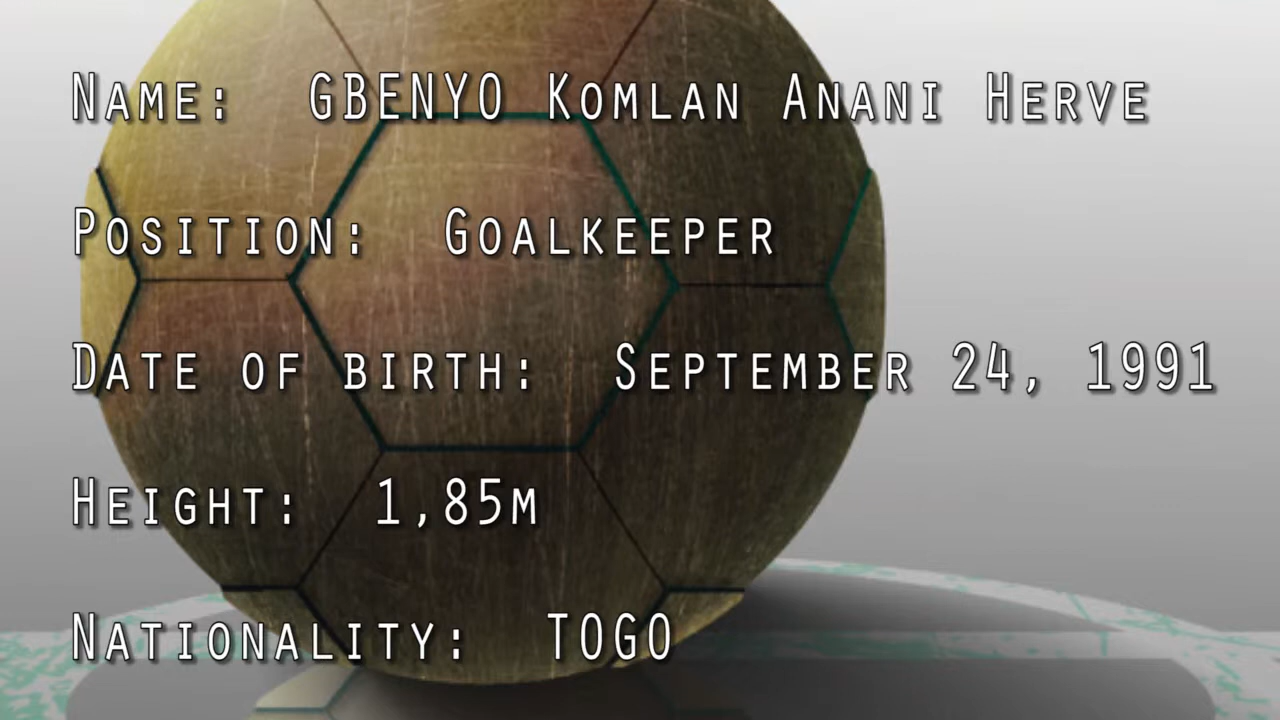 Name: GBENYO Komlan Anani Herve
Position: Goalkeeper
Date of birth: September 24, 1991
Height: 1,85m
Nationality: TOGO